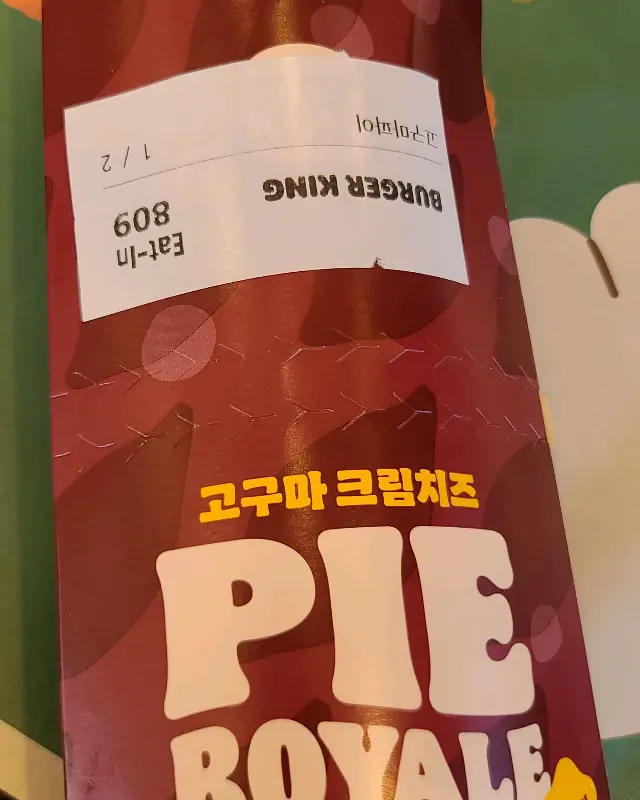 Eat-In
BURGER KING 809
고구마파이 1 / 2
고구마 크림치즈
PIE
ROYALE